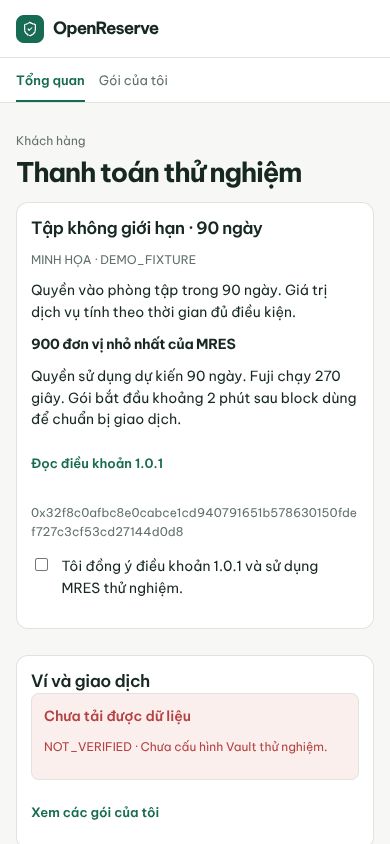 OpenReserve
Tổng quan Gói của tôi
Khách hàng
Thanh toán thử nghiệm
Tập không giới hạn · 90 ngày
MINH HỌA · DEMO_FIXTURE
Quyền vào phòng tập trong 90 ngày. Giá trị
dịch vụ tính theo thời gian đủ điều kiện.
900 đơn vị nhỏ nhất của MRES
Quyền sử dụng dự kiến 90 ngày. Fuji chạy 270
giây. Gói bắt đầu khoảng 2 phút sau block dùng
để chuẩn bị giao dịch.
Đọc điều khoản 1.0.1
0x32f8c0afbc8e0cabce1cd940791651b578630150fde
f727c3cf53cd27144d0d8
Tôi đồng ý điều khoản 1.0.1 và sử dụng
MRES thử nghiệm.
Ví và giao dịch
Chưa tải được dữ liệu
NOT_VERIFIED · Chưa cấu hình Vault thử nghiệm.
Xem các gói của tôi